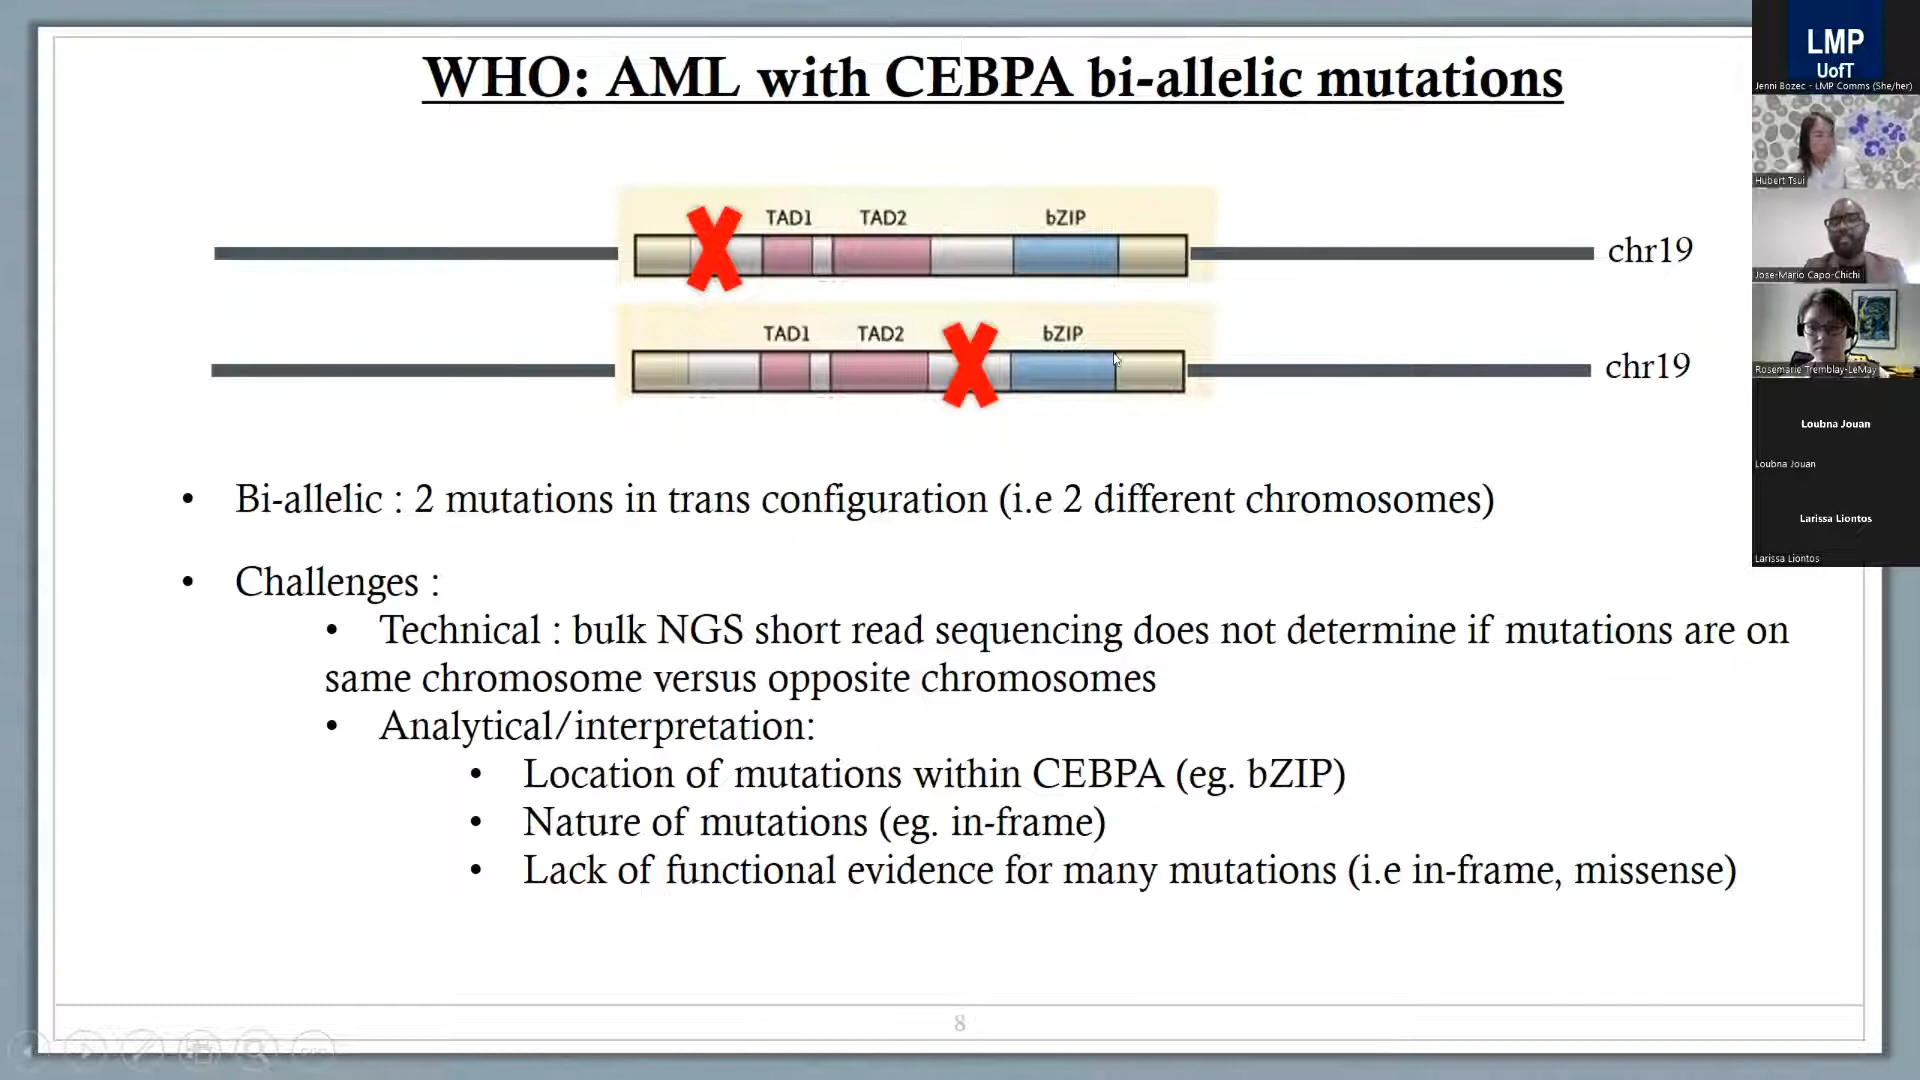 WHO: AML with CEBPA bi-allelic mutations
TAD1 TAD2 bZIP
chr19
TAD1 TAD2 bZIP
chr19
• Bi-allelic : 2 mutations in trans configuration (i.e 2 different chromosomes)
• Challenges :
• Technical : bulk NGS short read sequencing does not determine if mutations are on
same chromosome versus opposite chromosomes
• Analytical/interpretation:
• Location of mutations within CEBPA (eg. bZIP)
• Nature of mutations (eg. in-frame)
• Lack of functional evidence for many mutations (i.e in-frame, missense)
8
LMP
UofT
Jenni Bozec - LMP Comms (She/her)
Hubert Tsui
Jose-Mario Capo-Chichi
Rosemarie Tremblay-LeMay
Loubna Jouan
Loubna Jouan
Larissa Liontos
Larissa Liontos